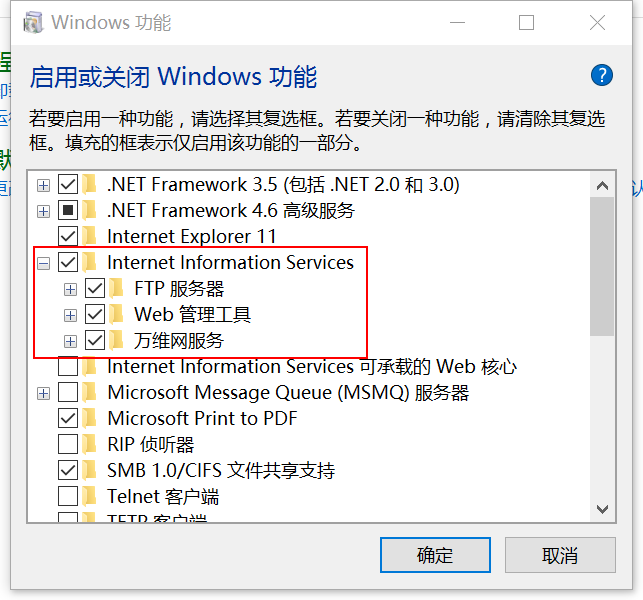 Windows 功能
启用或关闭 Windows 功能
若要启用一种功能，请选择其复选框。若要关闭一种功能，请清除其复选
框。填充的框表示仅启用该功能的一部分。
.NET Framework 3.5 (包括 .NET 2.0 和 3.0)
.NET Framework 4.6 高级服务
Internet Explorer 11
Internet Information Services
FTP 服务器
Web 管理工具
万维网服务
Internet Information Services 可承载的 Web 核心
Microsoft Message Queue (MSMQ) 服务器
Microsoft Print to PDF
RIP 侦听器
SMB 1.0/CIFS 文件共享支持
Telnet 客户端
TFTP 客户端
确定
取消